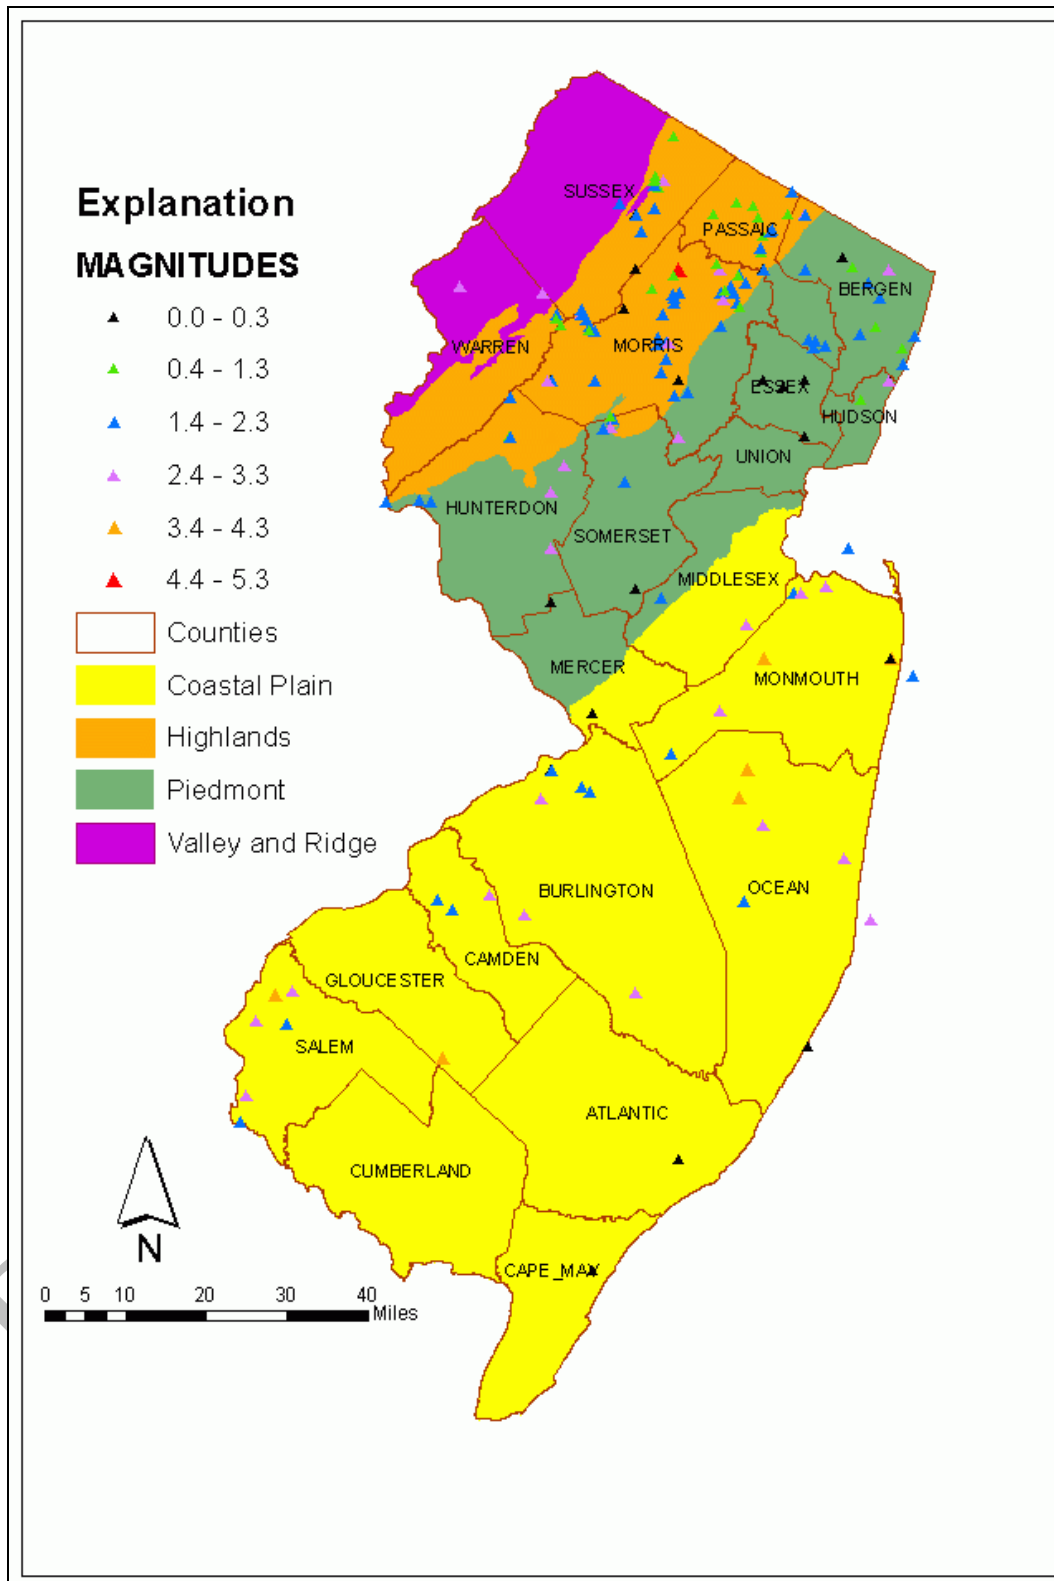 Explanation
MAGNITUDES
0.0 - 0.3
0.4 - 1.3
1.4 - 2.3
2.4 - 3.3
3.4 - 4.3
4.4 - 5.3
Counties
Coastal Plain
Highlands
Piedmont
Valley and Ridge
SUSSEX
PASSAIC
BERGEN
WARREN
MORRIS
ESSEX
HUDSON
UNION
HUNTERDON
SOMERSET
MIDDLESEX
MERCER
MONMOUTH
OCEAN
BURLINGTON
CAMDEN
GLOUCESTER
SALEM
ATLANTIC
CUMBERLAND
CAPE_MAY
N
0 5 10 20 30 40
Miles